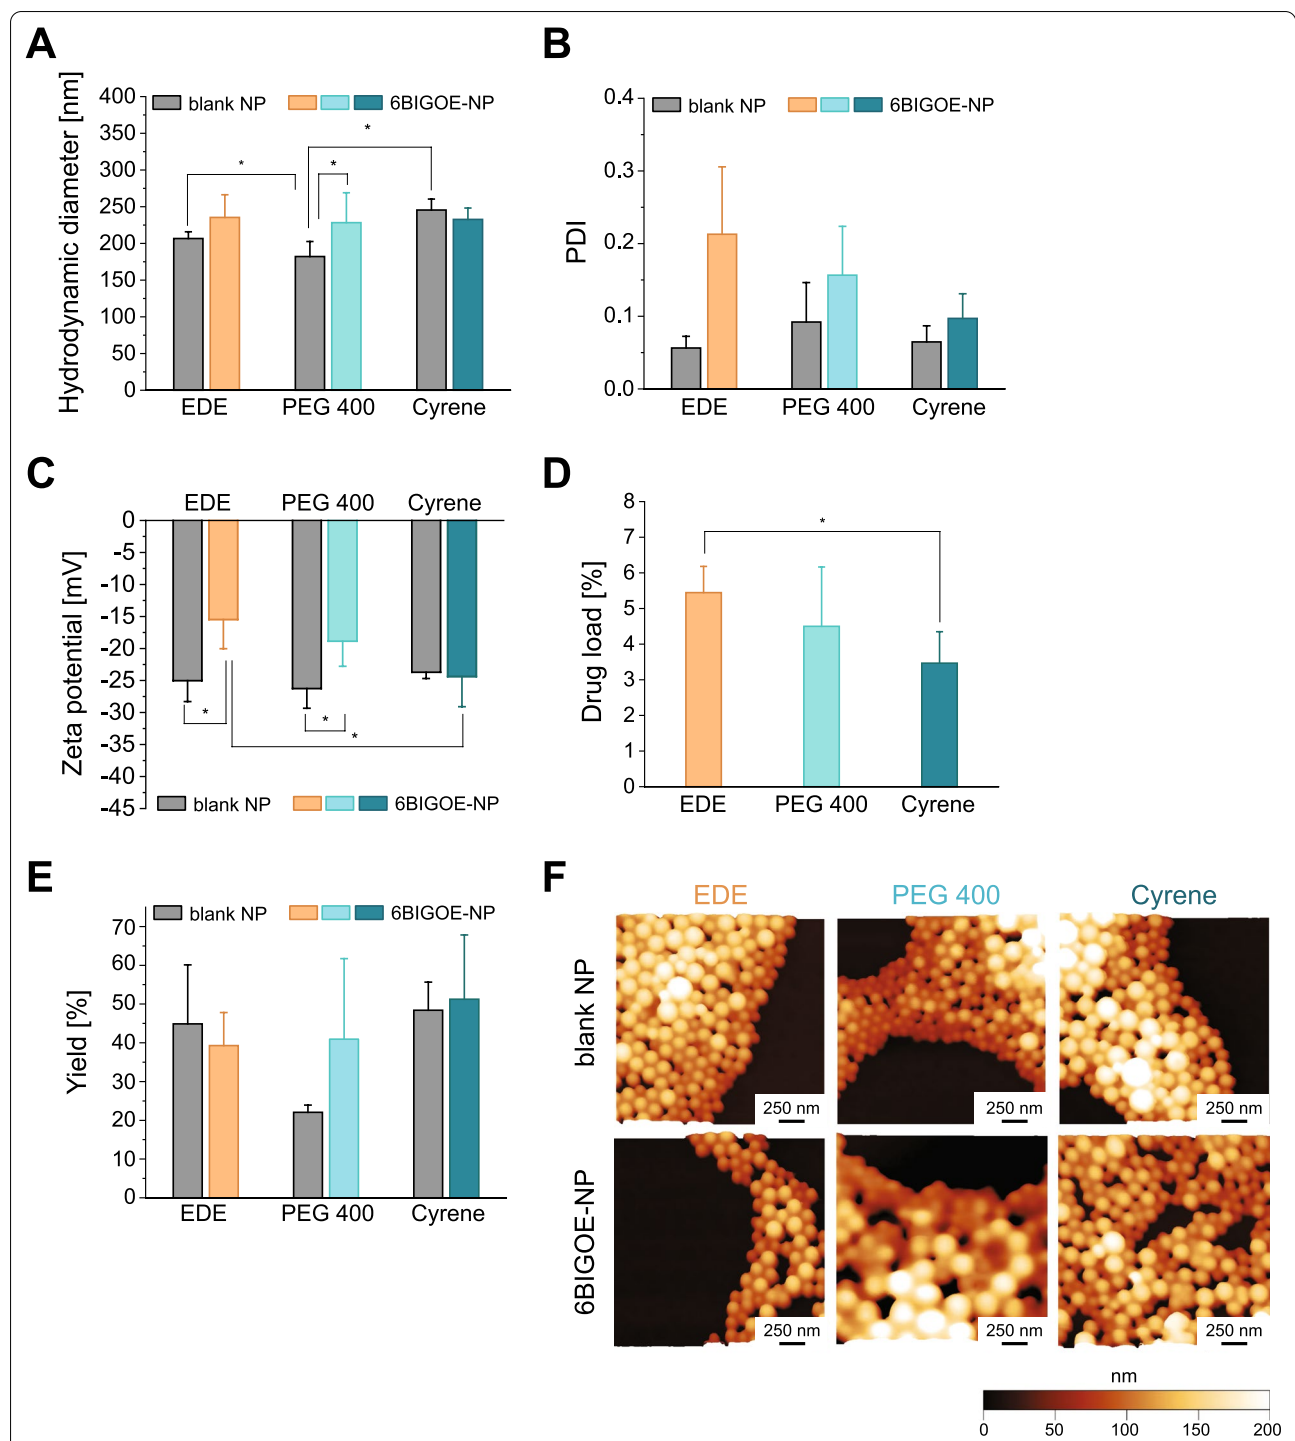 A
Hydrodynamic diameter [nm]
400
350
300
250
200
150
100
50
0
blank NP
6BIGOE-NP
*
*
*
EDE
PEG 400
Cyrene
B
PDI
0.4
0.3
0.2
0.1
0.0
blank NP
6BIGOE-NP
EDE
PEG 400
Cyrene
C
EDE
PEG 400
Cyrene
Zeta potential [mV]
0
-5
-10
-15
-20
-25
-30
-35
-40
-45
*
*
*
blank NP
6BIGOE-NP
D
Drug load [%]
8
7
6
5
4
3
2
1
0
*
EDE
PEG 400
Cyrene
E
Yield [%]
70
60
50
40
30
20
10
0
blank NP
6BIGOE-NP
EDE
PEG 400
Cyrene
F
EDE
PEG 400
Cyrene
blank NP
250 nm
250 nm
250 nm
6BIGOE-NP
250 nm
250 nm
250 nm
nm
0
50
100
150
200